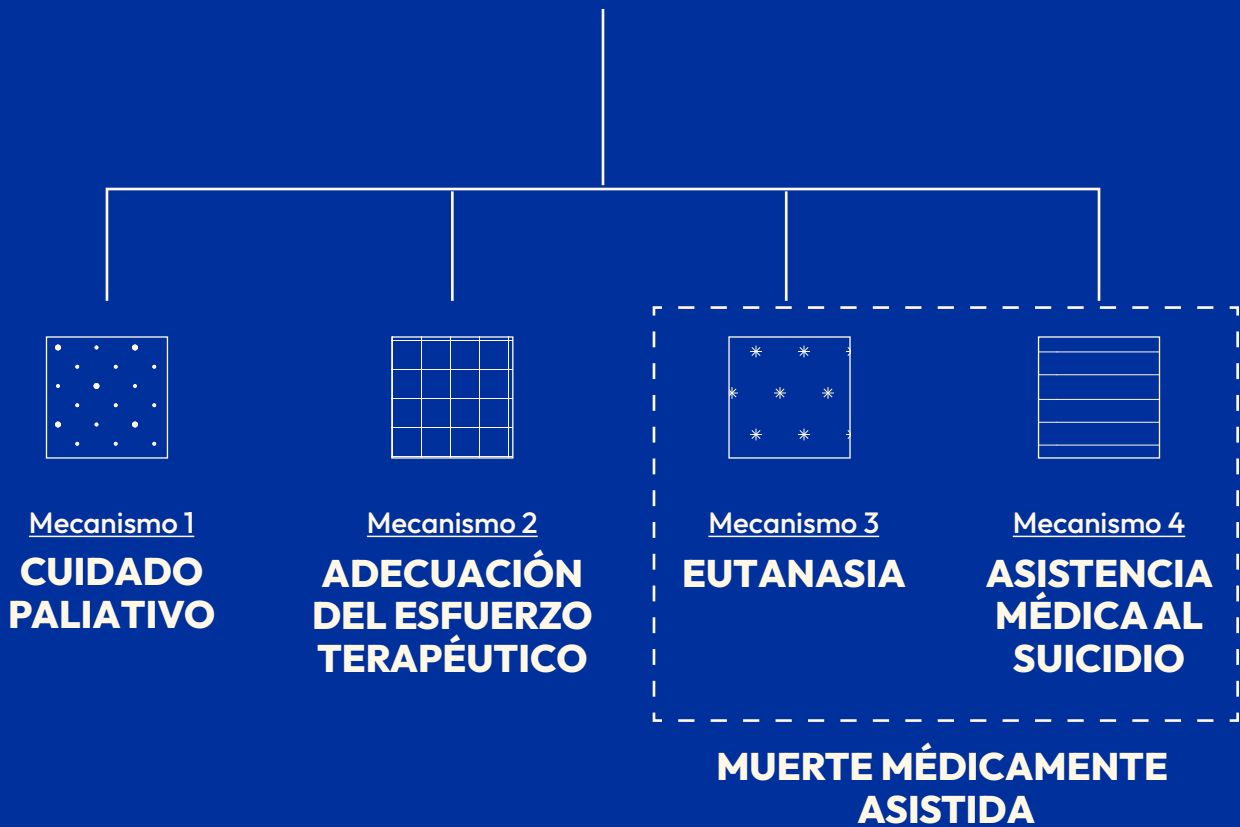 Mecanismo 1
CUIDADO
PALIATIVO
Mecanismo 2
ADECUACIÓN
DEL ESFUERZO
TERAPÉUTICO
Mecanismo 3
EUTANASIA
Mecanismo 4
ASISTENCIA
MÉDICA AL
SUICIDIO
MUERTE MÉDICAMENTE
ASISTIDA